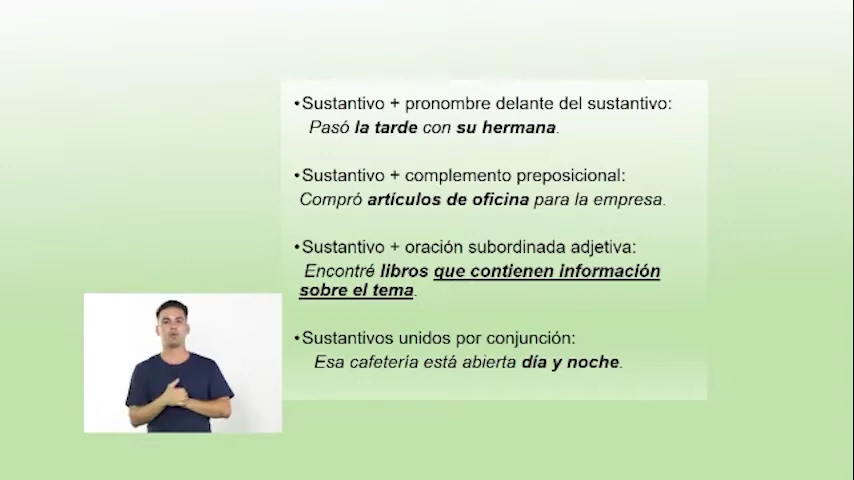 •Sustantivo + pronombre delante del sustantivo:
Pasó la tarde con su hermana.
•Sustantivo + complemento preposicional:
Compró artículos de oficina para la empresa.
•Sustantivo + oración subordinada adjetiva:
Encontré libros que contienen información
sobre el tema.
•Sustantivos unidos por conjunción:
Esa cafetería está abierta día y noche.